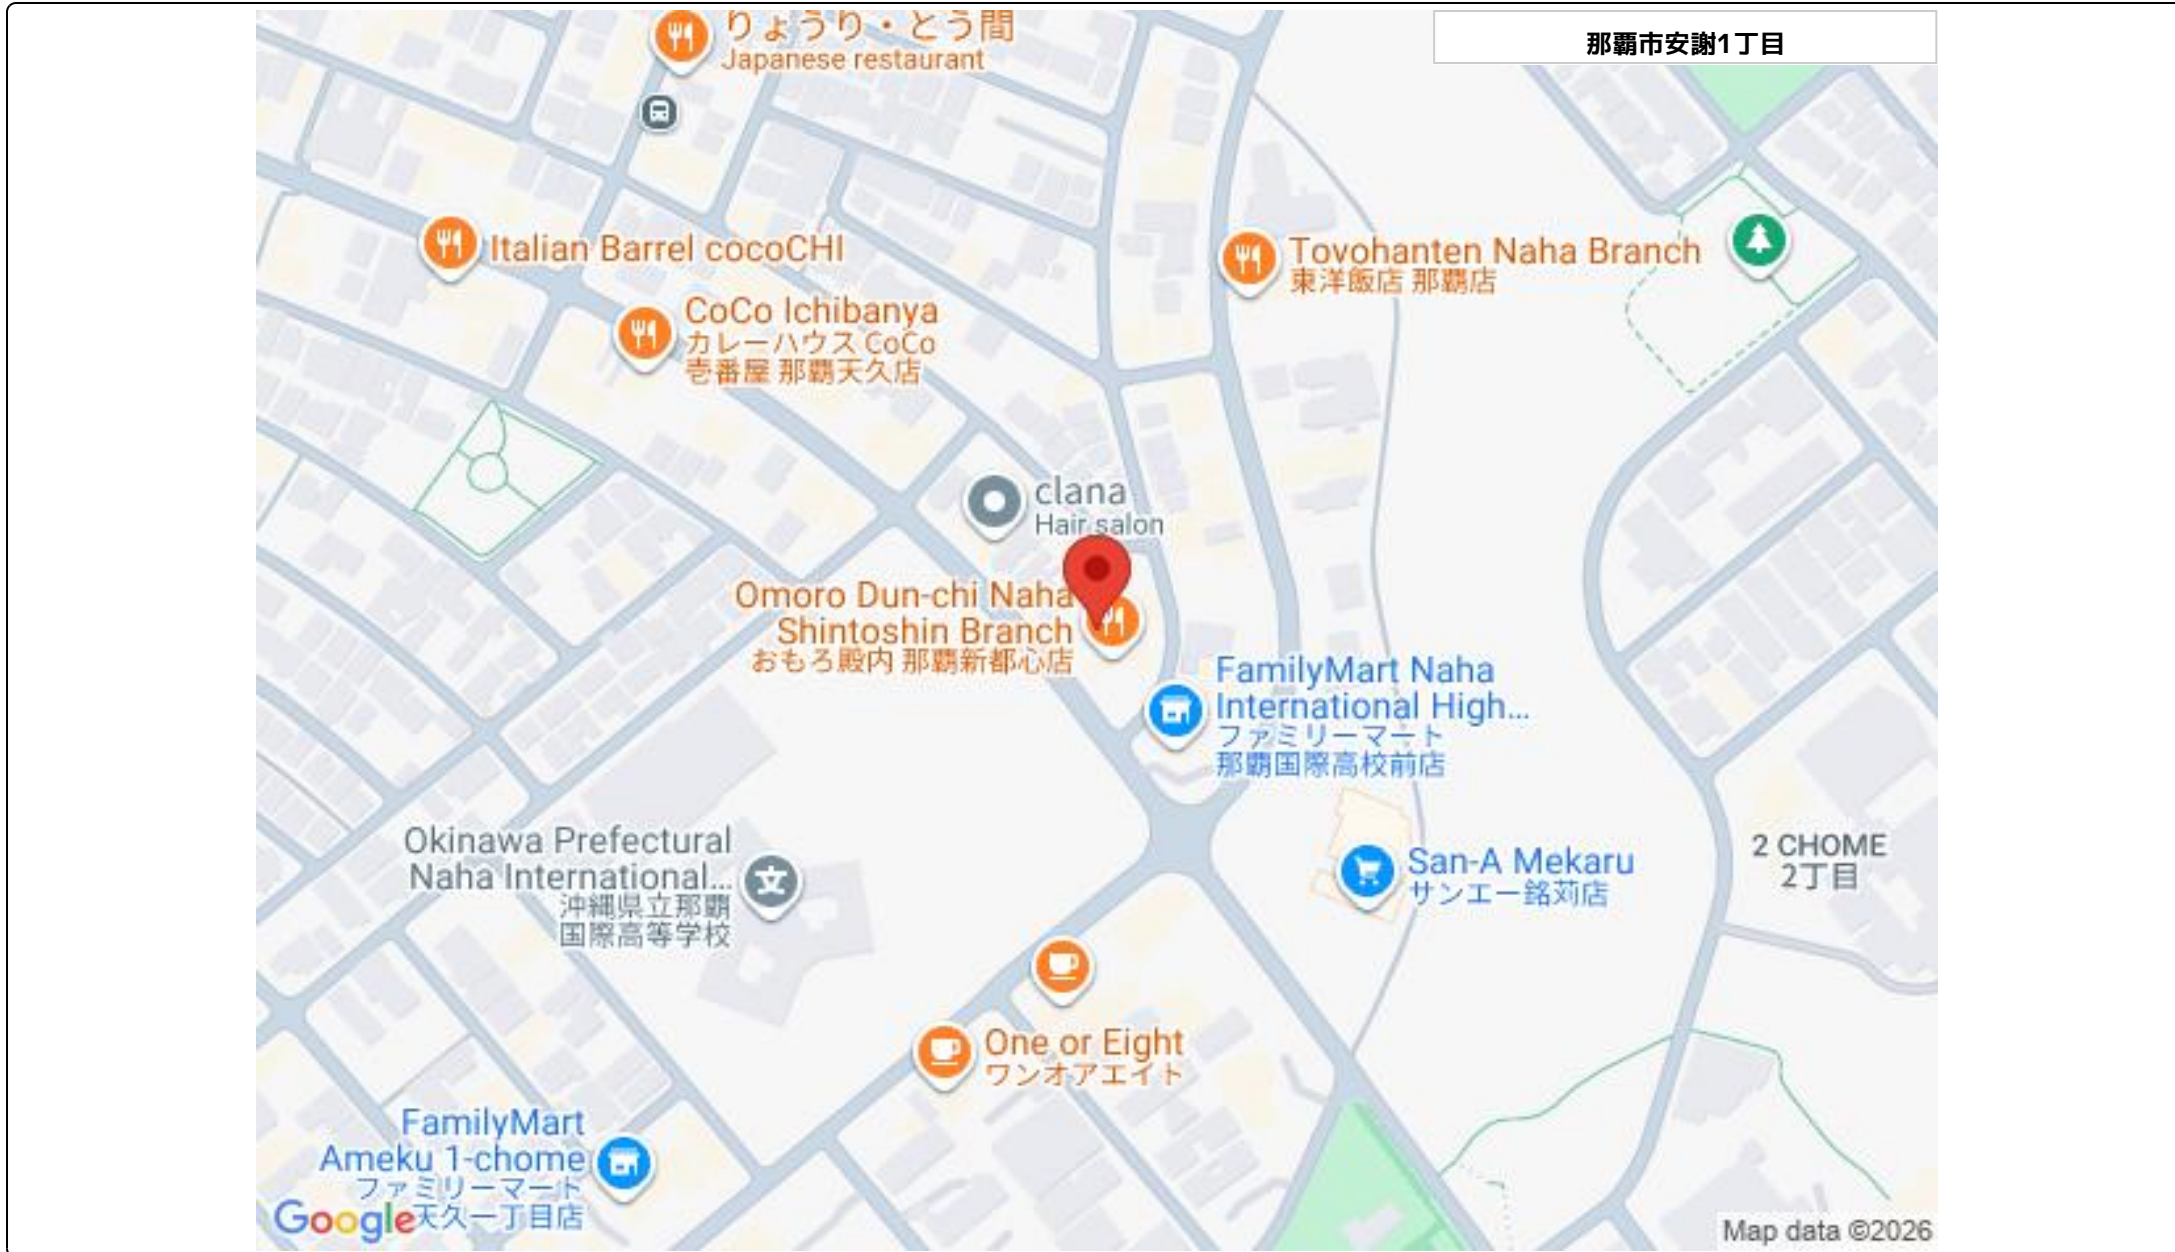 りょうり・とう間
Japanese restaurant
那覇市安謝1丁目
Italian Barrel cocoCHI
Tovohanten Naha Branch
東洋飯店 那覇店
CoCo Ichibanya
カレーハウス CoCo
壱番屋 那覇天久店
clana
Hair salon
Omoro Dun-chi Naha
Shintoshin Branch
おもろ殿内 那覇新都心店
FamilyMart Naha
International High...
ファミリーマート
那覇国際高校前店
Okinawa Prefectural
Naha International...
沖縄県立那覇
国際高等学校
文
San-A Mekaru
サンエー銘苅店
2 CHOME
2丁目
One or Eight
ワンオアエイト
FamilyMart
Ameku 1-chome
ファミリーマート
天久一丁目店
Google
Map data ©2026